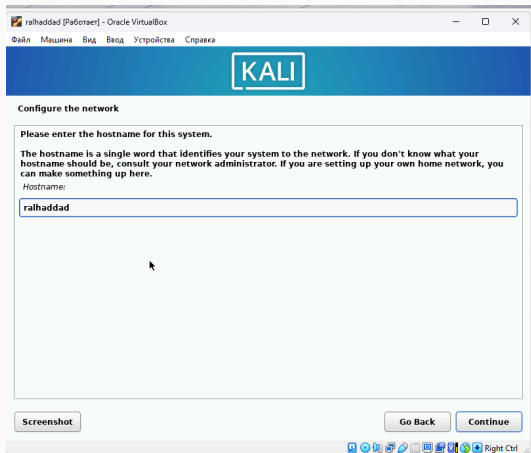 ralhaddad [Работает] - Oracle VirtualBox
Файл Машина Вид Ввод Устройства Справка
KALI
Configure the network
Please enter the hostname for this system.
The hostname is a single word that identifies your system to the network. If you don't know what your
hostname should be, consult your network administrator. If you are setting up your own home network, you
can make something up here.
Hostname:
ralhaddad
Screenshot Go Back Continue
Right Ctrl